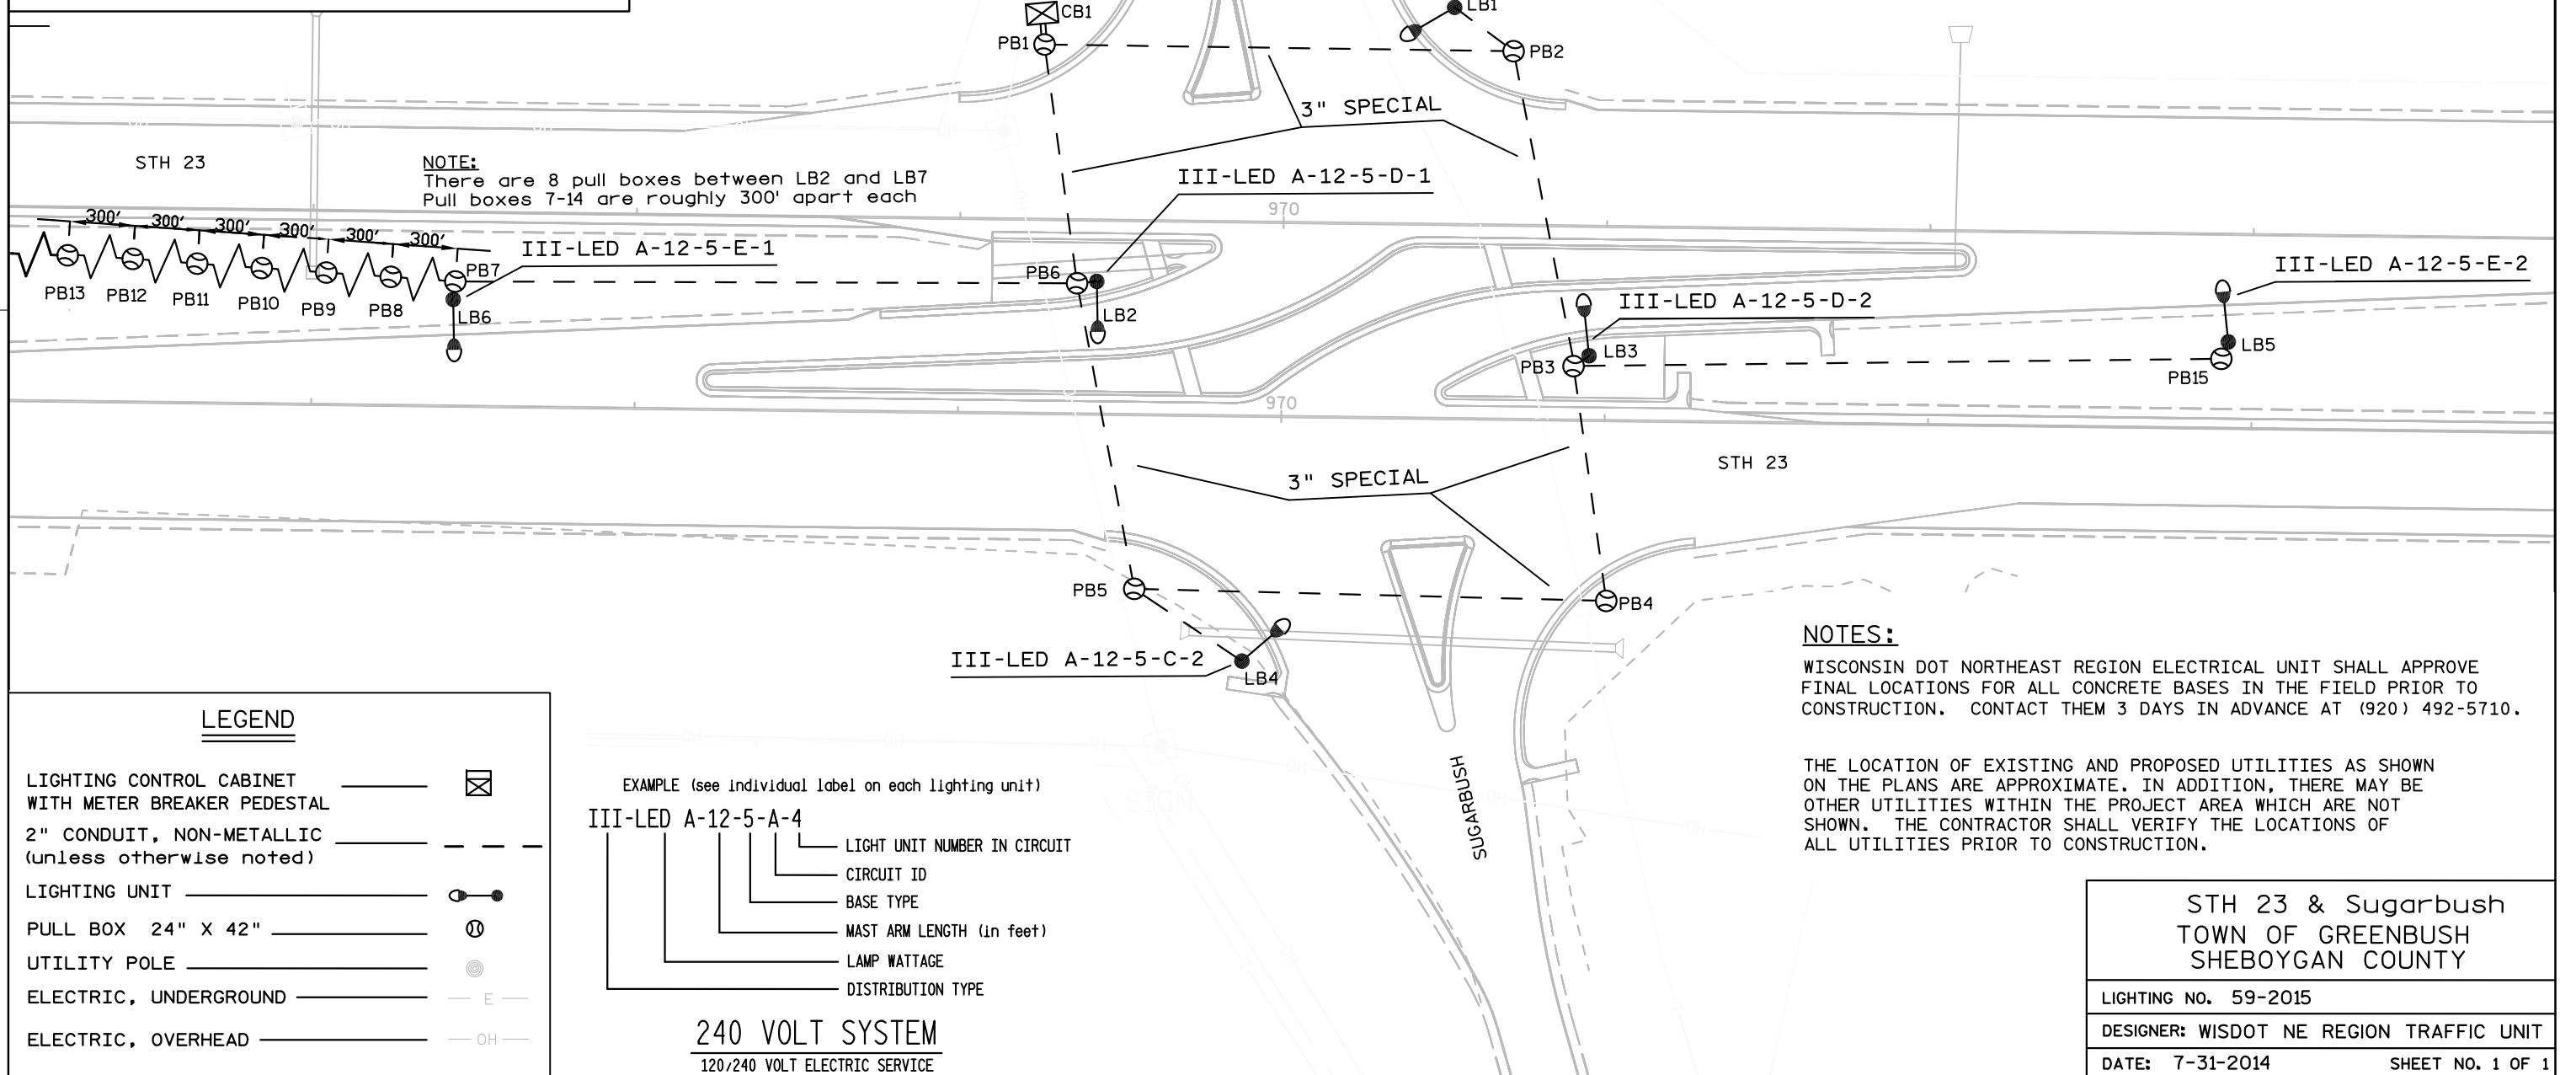 CB1
LB1
PB1
PB2
3" SPECIAL
STH 23
NOTE:
There are 8 pull boxes between LB2 and LB7
Pull boxes 7-14 are roughly 300' apart each
III-LED A-12-5-D-1
970
300' 300' 300' 300' 300' 300'
III-LED A-12-5-E-1
III-LED A-12-5-E-2
PB7
PB6
PB13 PB12 PB11 PB10 PB9 PB8
LB6
LB2
III-LED A-12-5-D-2
LB3
LB5
PB3
PB15
970
3" SPECIAL
STH 23
PB5
PB4
III-LED A-12-5-C-2
LB4
NOTES:
WISCONSIN DOT NORTHEAST REGION ELECTRICAL UNIT SHALL APPROVE
FINAL LOCATIONS FOR ALL CONCRETE BASES IN THE FIELD PRIOR TO
CONSTRUCTION. CONTACT THEM 3 DAYS IN ADVANCE AT (920) 492-5710.
THE LOCATION OF EXISTING AND PROPOSED UTILITIES AS SHOWN
ON THE PLANS ARE APPROXIMATE. IN ADDITION, THERE MAY BE
OTHER UTILITIES WITHIN THE PROJECT AREA WHICH ARE NOT
SHOWN. THE CONTRACTOR SHALL VERIFY THE LOCATIONS OF
ALL UTILITIES PRIOR TO CONSTRUCTION.
SUGARBUSH
SIGN
OH
LEGEND
LIGHTING CONTROL CABINET
WITH METER BREAKER PEDESTAL
2" CONDUIT, NON-METALLIC
(unless otherwise noted)
LIGHTING UNIT
PULL BOX 24" X 42"
UTILITY POLE
ELECTRIC, UNDERGROUND E
ELECTRIC, OVERHEAD OH
EXAMPLE (see individual label on each lighting unit)
III-LED A-12-5-A-4
LIGHT UNIT NUMBER IN CIRCUIT
CIRCUIT ID
BASE TYPE
MAST ARM LENGTH (in feet)
LAMP WATTAGE
DISTRIBUTION TYPE
240 VOLT SYSTEM
120/240 VOLT ELECTRIC SERVICE
STH 23 & Sugarbush
TOWN OF GREENBUSH
SHEBOYGAN COUNTY
LIGHTING NO. 59-2015
DESIGNER: WISDOT NE REGION TRAFFIC UNIT
DATE: 7-31-2014 SHEET NO. 1 OF 1